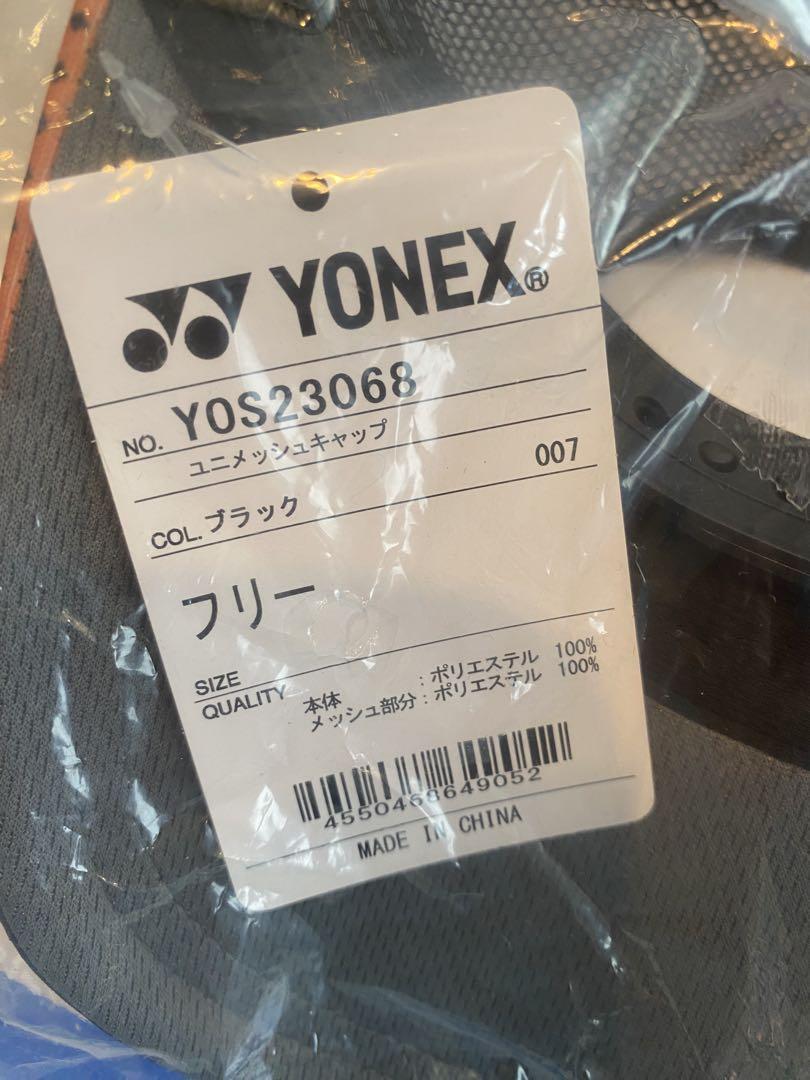 YONEX®
NO. YOS23068
ユニメッシュキャップ
COL. ブラック 007
フリー
SIZE
QUALITY
本体 : ポリエステル 100%
メッシュ部分 : ポリエステル 100%
4550468649052
MADE IN CHINA